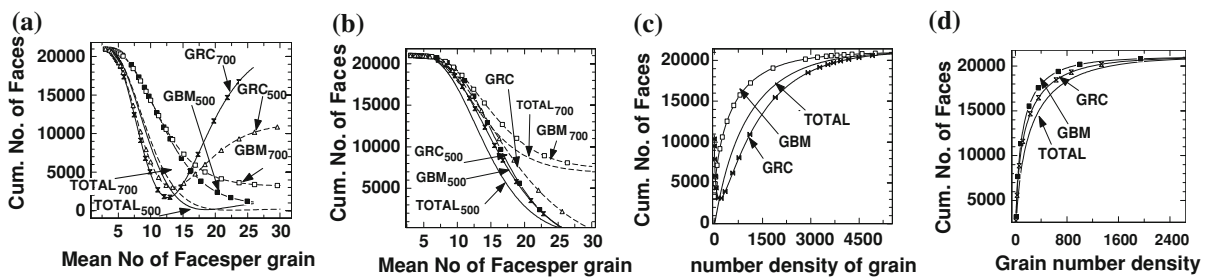 (a)
Cum. No. of Faces
20000
15000
10000
5000
0
5 10 15 20 25 30
Mean No of Facesper grain
GRC700
GRC500
GBM500
GBM700
TOTAL700
TOTAL500
(b)
Cum. No. of Faces
20000
15000
10000
5000
5 10 15 20 25 30
Mean No of Facesper grain
GRC
TOTAL700
GBM700
GRC500
GBM500
TOTAL500
(c)
Cum. No. of Faces
20000
15000
10000
5000
0
0 1500 3000 4500
number density of grain
TOTAL
GBM
GRC
(d)
Cum. No. of Faces
20000
15000
10000
5000
0
0 800 1600 2400
Grain number density
GRC
GBM
TOTAL